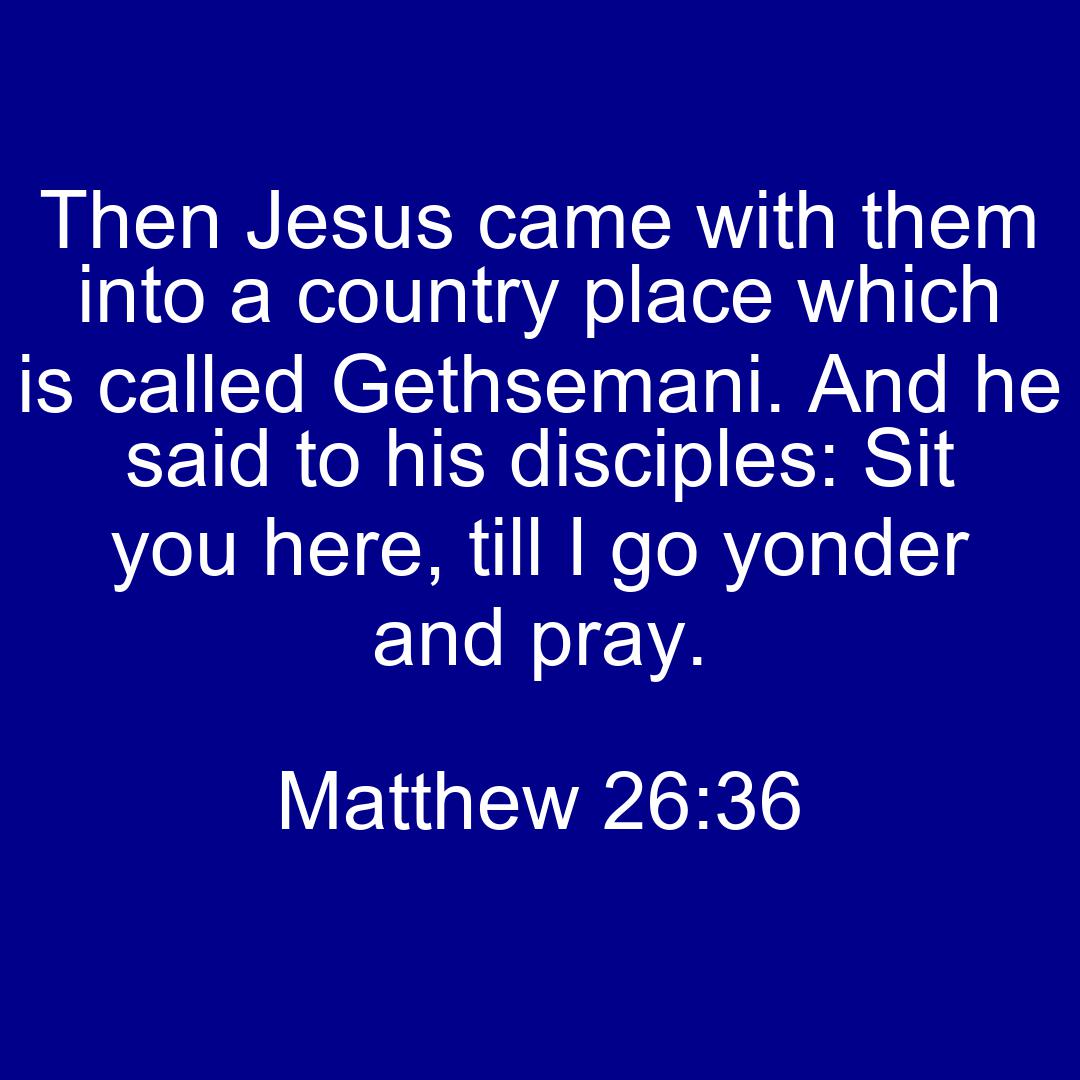 Then Jesus came with them
into a country place which
is called Gethsemani. And he
said to his disciples: Sit
you here, till I go yonder
and pray.
Matthew 26:36